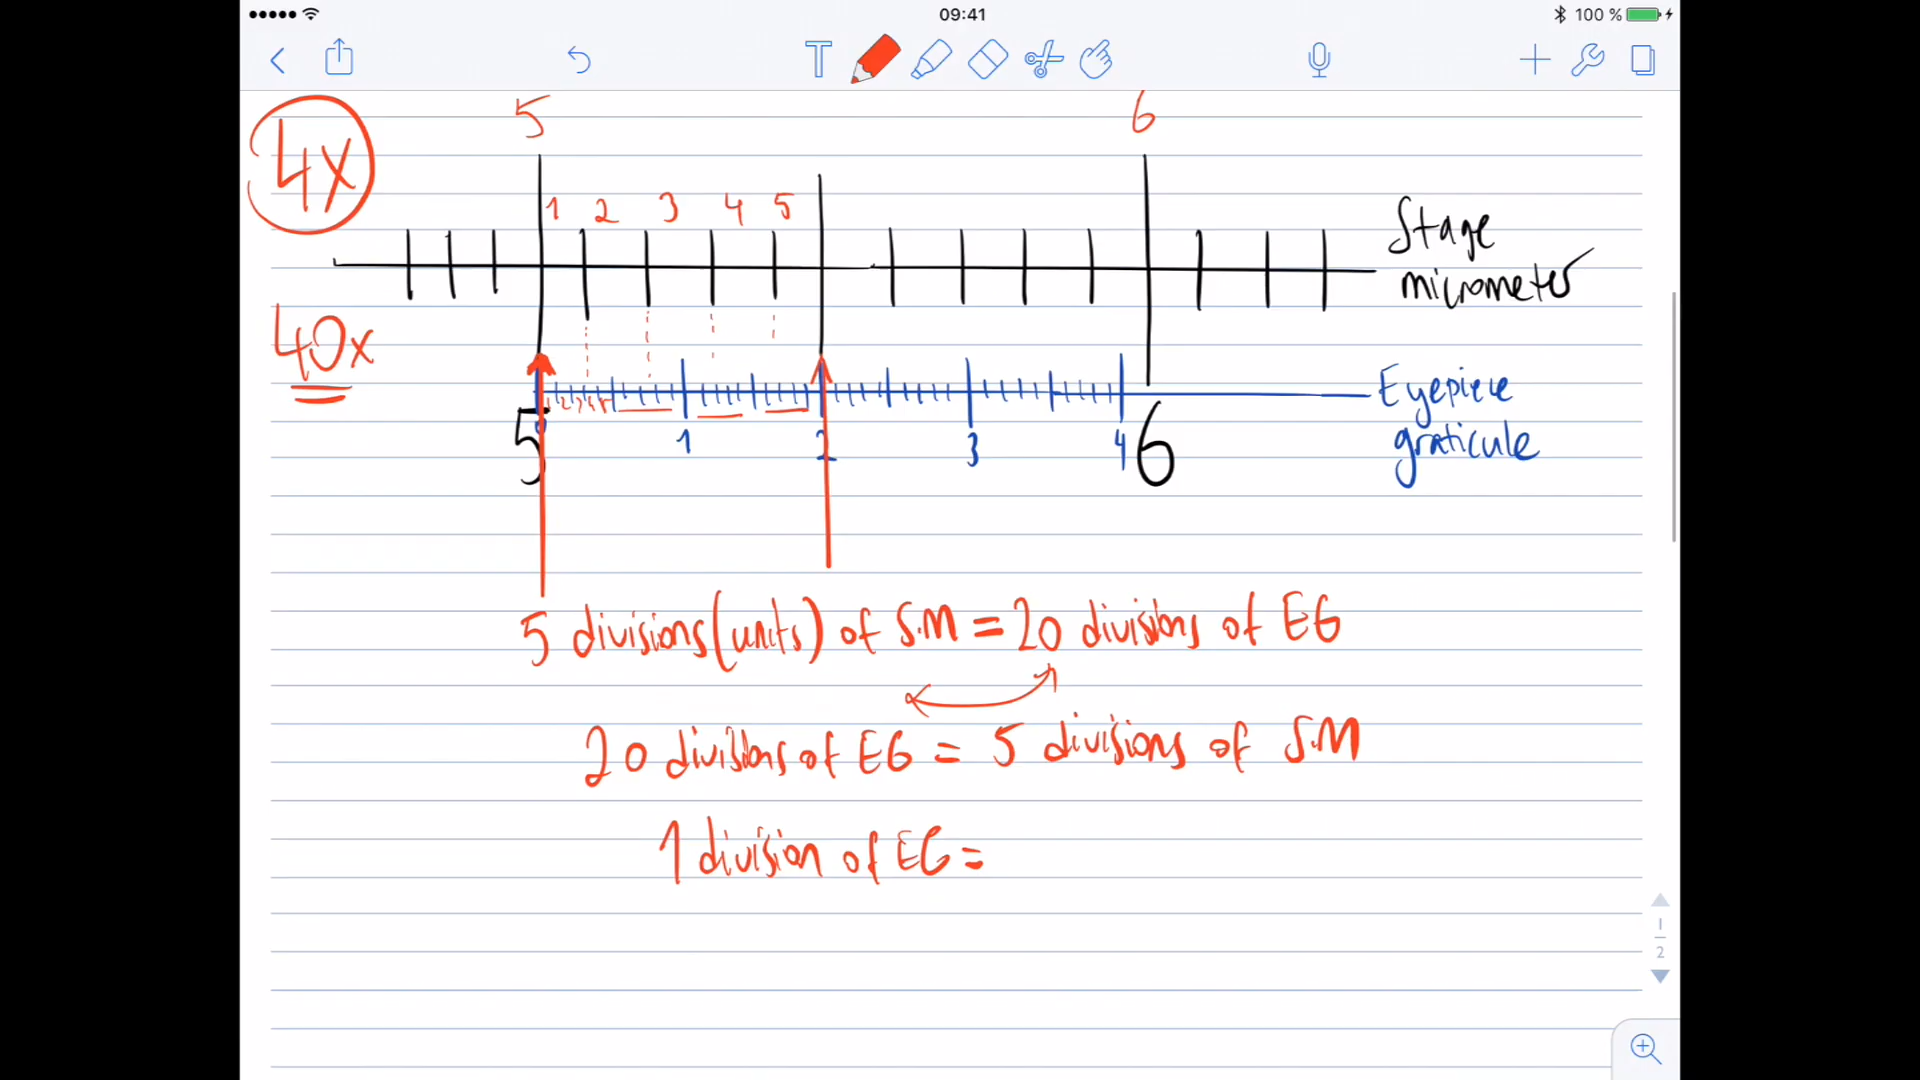 09:41
100 %
T
5 6
4x
1 2 3 4 5
Stage
micrometer
40x
Eyepiece
graticule
5 0 1 2 3 4 6
5 divisions (units) of S.M = 20 divisions of EG
20 divisions of EG = 5 divisions of S.M
1 division of EG =
1
2